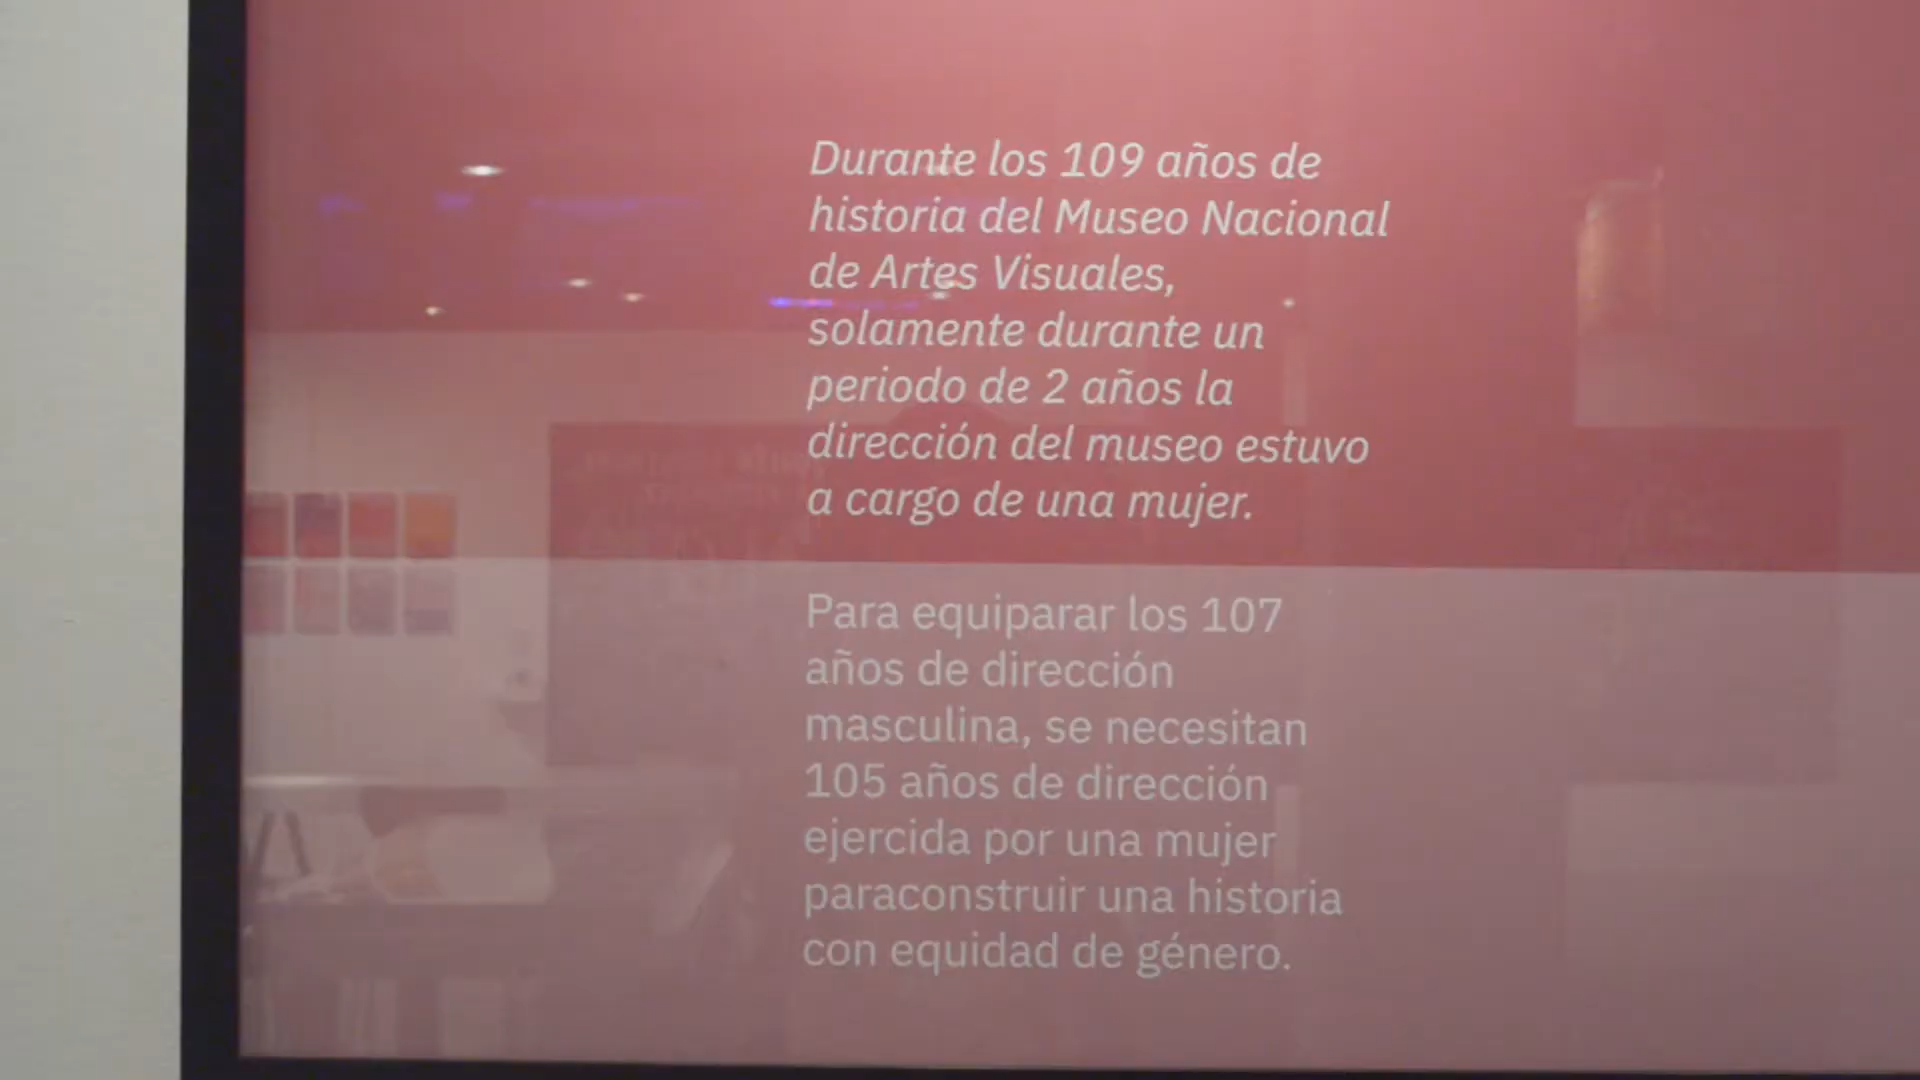 Durante los 109 años de
historia del Museo Nacional
de Artes Visuales,
solamente durante un
periodo de 2 años la
dirección del museo estuvo
a cargo de una mujer.
Para equiparar los 107
años de dirección
masculina, se necesitan
105 años de dirección
ejercida por una mujer
paraconstruir una historia
con equidad de género.